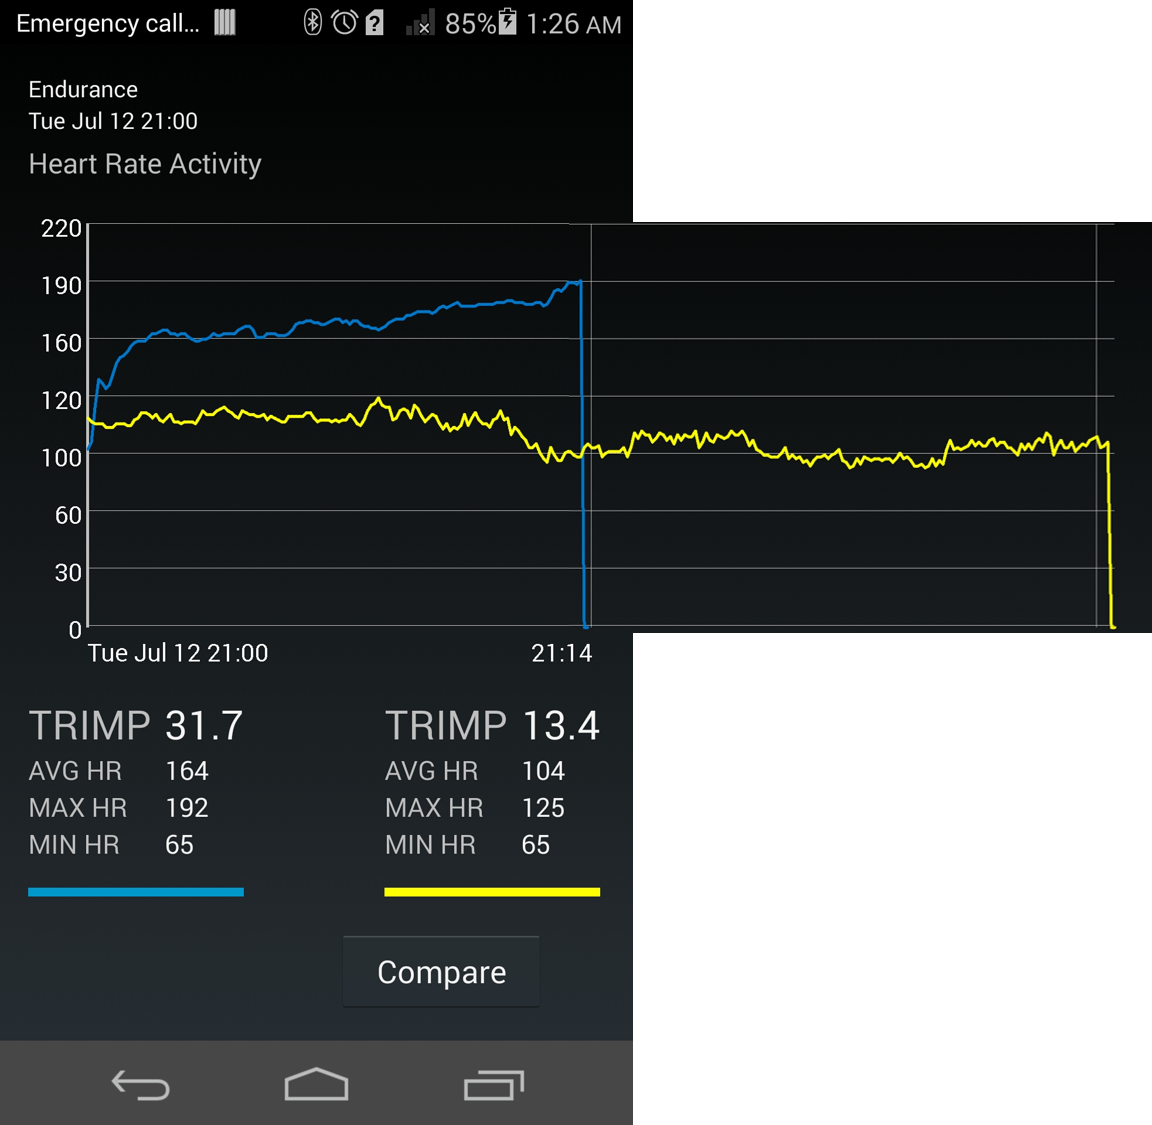 Emergency call... 85% 1:26 AM
Endurance
Tue Jul 12 21:00
Heart Rate Activity
220
190
160
120
100
60
30
0
Tue Jul 12 21:00 21:14
TRIMP 31.7 TRIMP 13.4
AVG HR 164 AVG HR 104
MAX HR 192 MAX HR 125
MIN HR 65 MIN HR 65
Compare